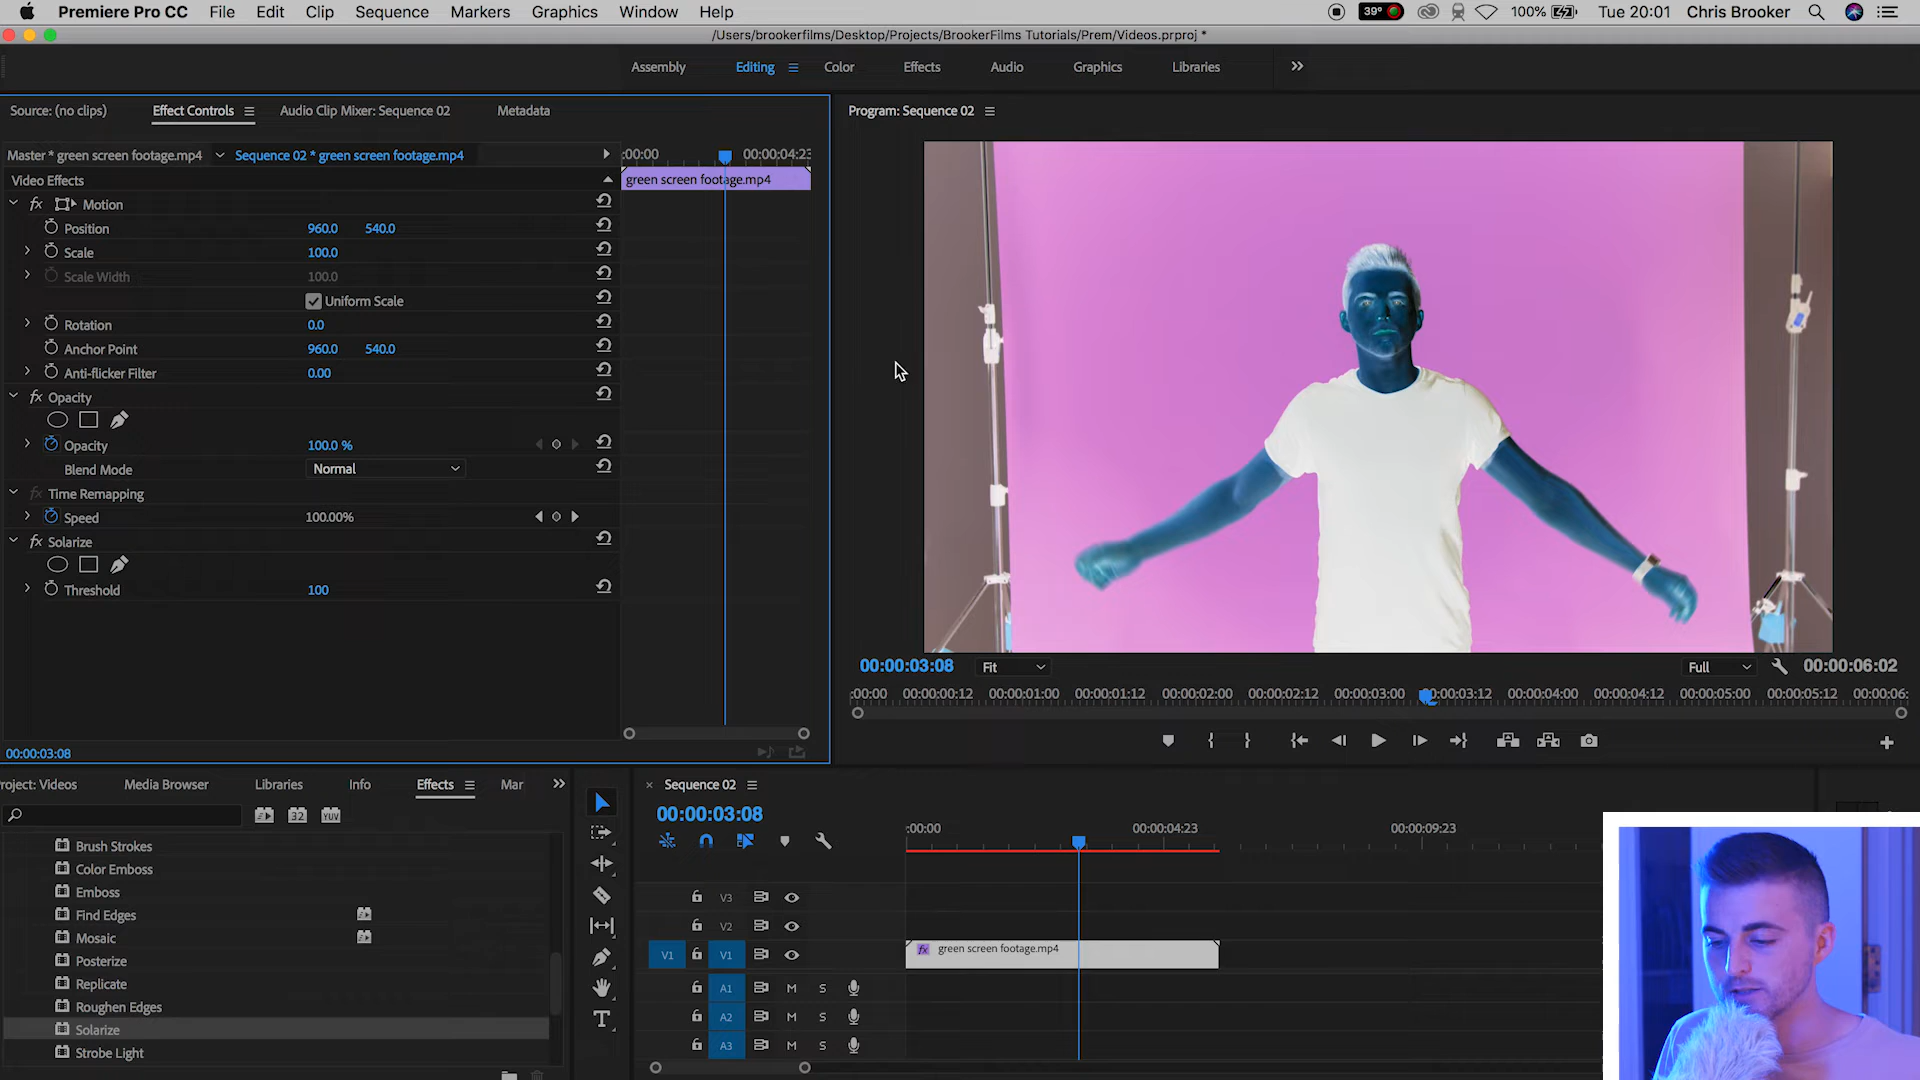 Premiere Pro CC File Edit Clip Sequence Markers Graphics Window Help 39° 100% Tue 20:01 Chris Brooker
/Users/brookerfilms/Desktop/Projects/BrookerFilms Tutorials/Prem/Videos.prproj *
Assembly Editing Color Effects Audio Graphics Libraries
Source: (no clips) Effect Controls Audio Clip Mixer: Sequence 02 Metadata
Program: Sequence 02
Master * green screen footage.mp4 Sequence 02 * green screen footage.mp4 :00:00 00:00:04:23
Video Effects green screen footage.mp4
fx Motion
Position 960.0 540.0
Scale 100.0
Scale Width 100.0
Uniform Scale
Rotation 0.0
Anchor Point 960.0 540.0
Anti-flicker Filter 0.00
fx Opacity
Opacity 100.0 %
Blend Mode Normal
fx Time Remapping
Speed 100.00%
fx Solarize
Threshold 100
00:00:03:08
00:00:03:08 Fit Full 00:00:06:02
:00:00 00:00:00:12 00:00:01:00 00:00:01:12 00:00:02:00 00:00:02:12 00:00:03:00 00:00:03:12 00:00:04:00 00:00:04:12 00:00:05:00 00:00:05:12 00:00:06:
roject: Videos Media Browser Libraries Info Effects Mar
32 YUV
Brush Strokes
Color Emboss
Emboss
Find Edges
Mosaic
Posterize
Replicate
Roughen Edges
Solarize
Strobe Light
Sequence 02
00:00:03:08
:00:00 00:00:04:23 00:00:09:23
V3
V2
V1 V1 fx green screen footage.mp4
A1 M S
A2 M S
A3 M S